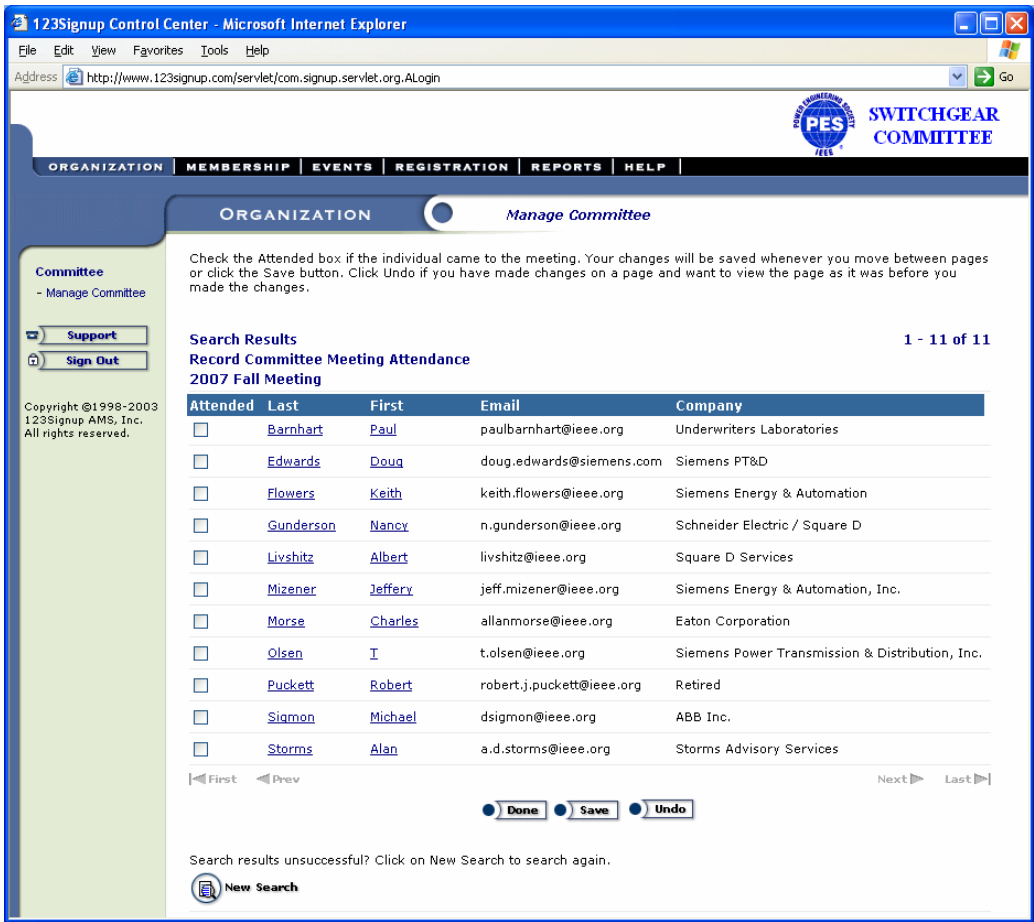 123Signup Control Center - Microsoft Internet Explorer
File Edit View Favorites Tools Help
Address http://www.123signup.com/servlet/com.signup.servlet.org.ALogin Go
POWER ENGINEERING SOCIETY
PES
IEEE
SWITCHGEAR
COMMITTEE
ORGANIZATION MEMBERSHIP EVENTS REGISTRATION REPORTS HELP
ORGANIZATION Manage Committee
Committee
- Manage Committee
Support
Sign Out
Copyright ©1998-2003
123Signup AMS, Inc.
All rights reserved.
Check the Attended box if the individual came to the meeting. Your changes will be saved whenever you move between pages
or click the Save button. Click Undo if you have made changes on a page and want to view the page as it was before you
made the changes.
Search Results 1 - 11 of 11
Record Committee Meeting Attendance
2007 Fall Meeting
Attended Last First Email Company
Barnhart Paul paulbarnhart@ieee.org Underwriters Laboratories
Edwards Doug doug.edwards@siemens.com Siemens PT&D
Flowers Keith keith.flowers@ieee.org Siemens Energy & Automation
Gunderson Nancy n.gunderson@ieee.org Schneider Electric / Square D
Livshitz Albert livshitz@ieee.org Square D Services
Mizener Jeffery jeff.mizener@ieee.org Siemens Energy & Automation, Inc.
Morse Charles allanmorse@ieee.org Eaton Corporation
Olsen T t.olsen@ieee.org Siemens Power Transmission & Distribution, Inc.
Puckett Robert robert.j.puckett@ieee.org Retired
Sigmon Michael dsigmon@ieee.org ABB Inc.
Storms Alan a.d.storms@ieee.org Storms Advisory Services
First Prev Next Last
Done Save Undo
Search results unsuccessful? Click on New Search to search again.
New Search